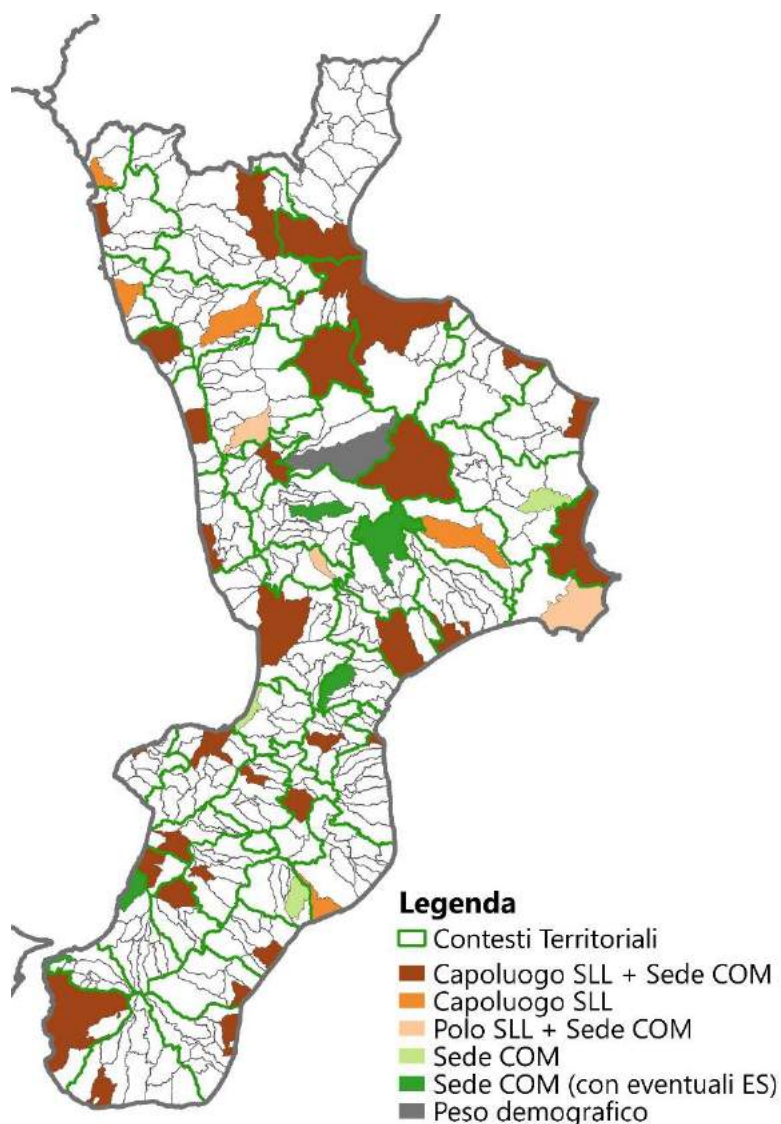 Legenda
Contesti Territoriali
Capoluogo SLL + Sede COM
Capoluogo SLL
Polo SLL + Sede COM
Sede COM
Sede COM (con eventuali ES)
Peso demografico